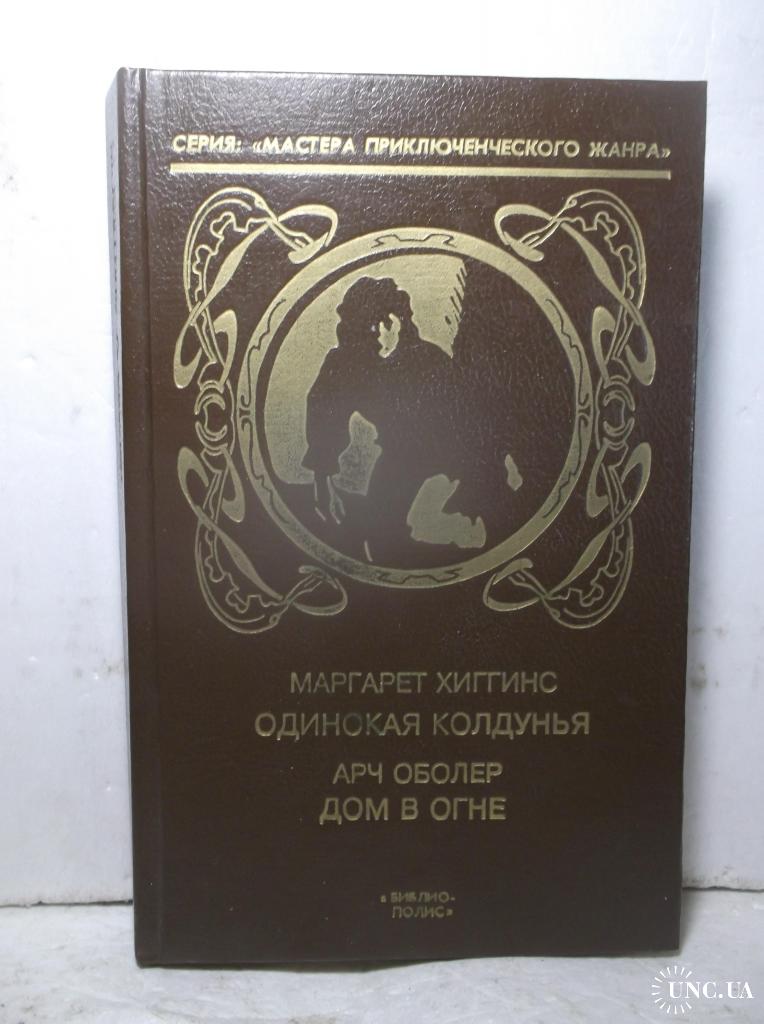 СЕРИЯ: «МАСТЕРА ПРИКЛЮЧЕНЧЕСКОГО ЖАНРА»
МАРГАРЕТ ХИГГИНС
ОДИНОКАЯ КОЛДУНЬЯ
АРЧ ОБОЛЕР
ДОМ В ОГНЕ
«БИБЛИО-
ПОЛИС»
UNC.UA